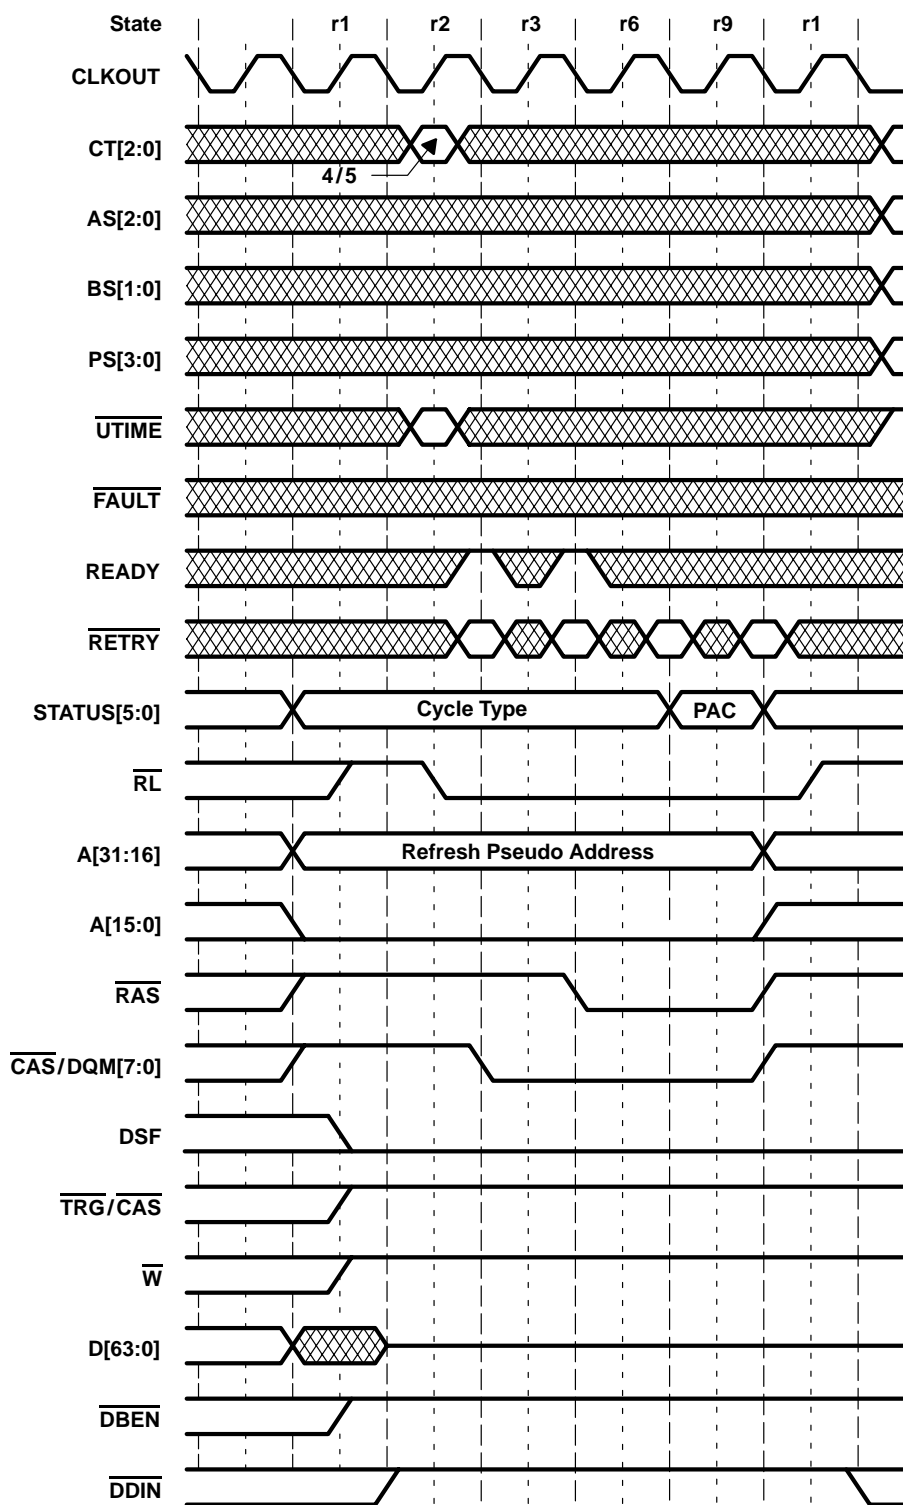 State r1 r2 r3 r6 r9 r1
CLKOUT
CT[2:0]
4/5
AS[2:0]
BS[1:0]
PS[3:0]
UTIME
FAULT
READY
RETRY
STATUS[5:0] Cycle Type PAC
RL
A[31:16] Refresh Pseudo Address
A[15:0]
RAS
CAS/DQM[7:0]
DSF
TRG/CAS
W
D[63:0]
DBEN
DDIN